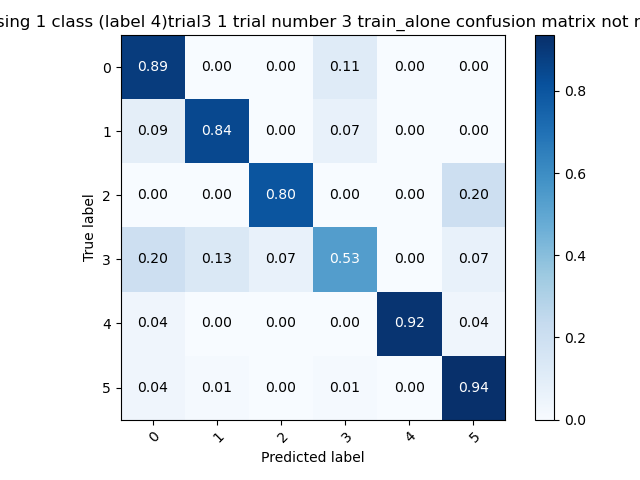 sing 1 class (label 4)trial3 1 trial number 3 train_alone confusion matrix not
0 0.89 0.00 0.00 0.11 0.00 0.00
1 0.09 0.84 0.00 0.07 0.00 0.00
2 0.00 0.00 0.80 0.00 0.00 0.20
3 0.20 0.13 0.07 0.53 0.00 0.07
4 0.04 0.00 0.00 0.00 0.92 0.04
5 0.04 0.01 0.00 0.01 0.00 0.94
0 1 2 3 4 5
True label
Predicted label
0.8
0.6
0.4
0.2
0.0